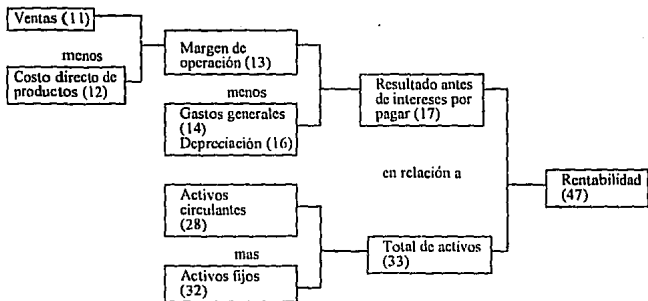 Ventas (11)
menos
Costo directo de
productos (12)
Margen de
operación (13)
menos
Gastos generales
(14)
Depreciación (16)
Resultado antes
de intereses por
pagar (17)
en relación a
Activos
circulantes
(28)
mas
Activos fijos
(32)
Total de activos
(33)
Rentabilidad
(47)